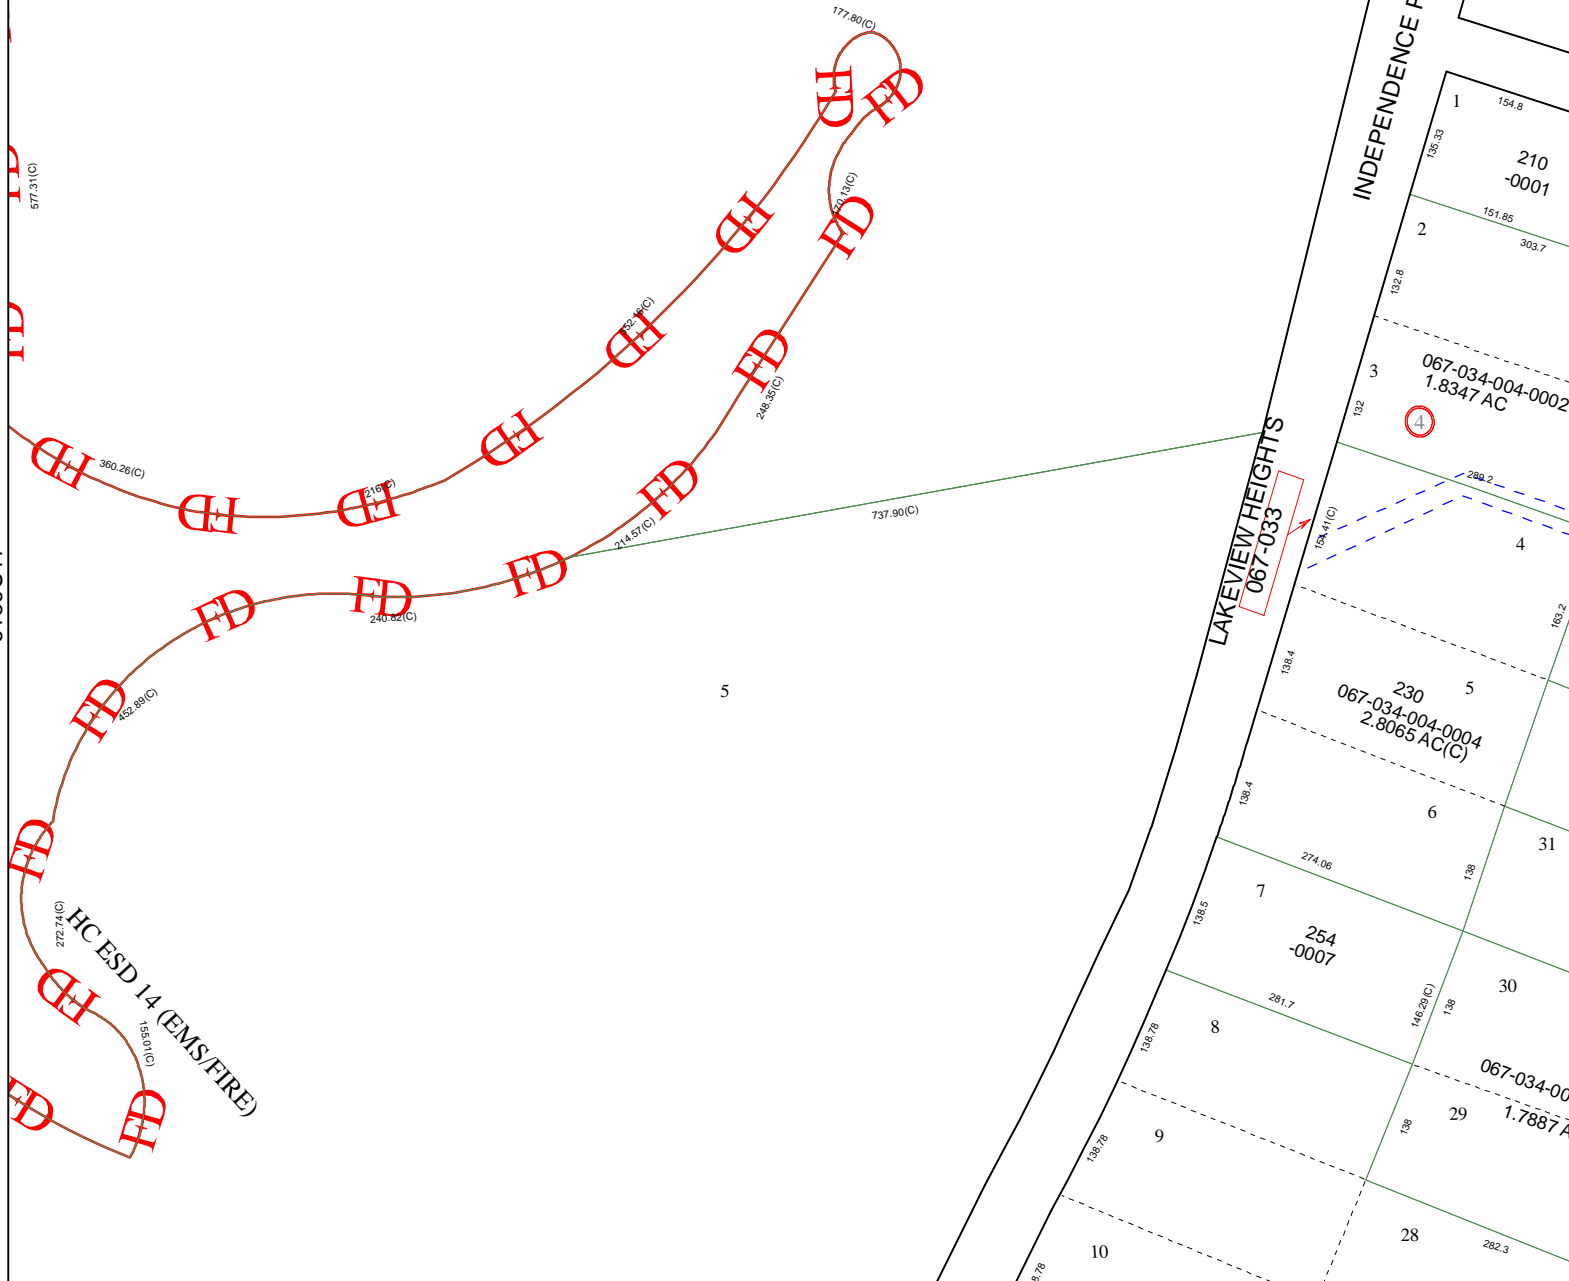 177.80(C)
INDEPENDENCE
1
154.8
135.33
210
-0001
FD
FD
577.31(C)
170.13(C)
151.85
303.7
2
FD
FD
FD
132.8
652.46(C)
FD
FD
FD
248.35(C)
3
132
067-034-004-0002
1.8347 AC
4
LAKEVIEW HEIGHTS
067-033
FD
360.26(C)
FD
FD
216(C)
FD
FD
214.57(C)
737.90(C)
289.2
154.41(C)
4
FD
FD
FD
240.82(C)
163.2
138.4
5
230
067-034-004-0004
2.8065 AC(C)
5
FD
452.89(C)
138.4
6
31
FD
274.06
138
7
138.5
254
-0007
272.74(C)
HC ESD 14 (EMS/FIRE)
FD
155.01(C)
281.7
146.29(C)
138
30
8
138.78
067-034-00
1.7887 A
29
138
FD
FD
9
138.78
28
282.3
10